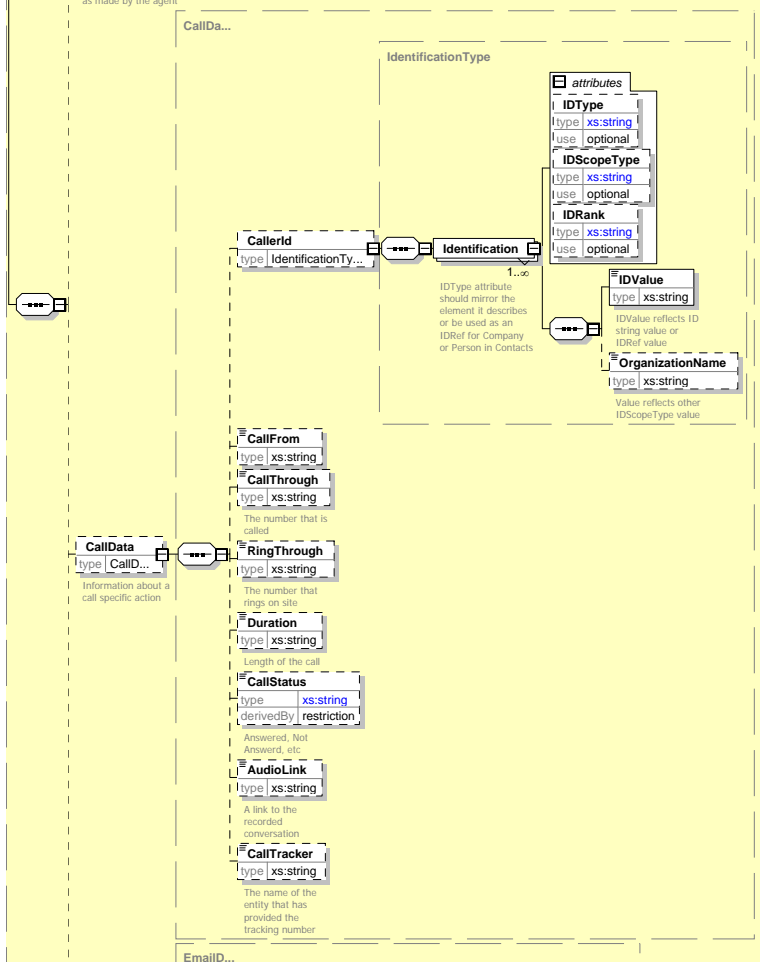 as made by the agent
CallDa...
IdentificationType
attributes
IDType
type xs:string
use optional
IDScopeType
type xs:string
use optional
IDRank
type xs:string
use optional
CallerId
type IdentificationTy...
Identification
1..∞
IDType attribute
should mirror the
element it describes
or be used as an
IDRef for Company
or Person in Contacts
IDValue
type xs:string
IDValue reflects ID
string value or
IDRef value
OrganizationName
type xs:string
Value reflects other
IDScopeType value
CallFrom
type xs:string
CallThrough
type xs:string
The number that is
called
CallData
type CallD...
Information about a
call specific action
RingThrough
type xs:string
The number that
rings on site
Duration
type xs:string
Length of the call
CallStatus
type xs:string
derivedBy restriction
Answered, Not
Answerd, etc
AudioLink
type xs:string
A link to the
recorded
conversation
CallTracker
type xs:string
The name of the
entity that has
provided the
tracking number
EmailD...